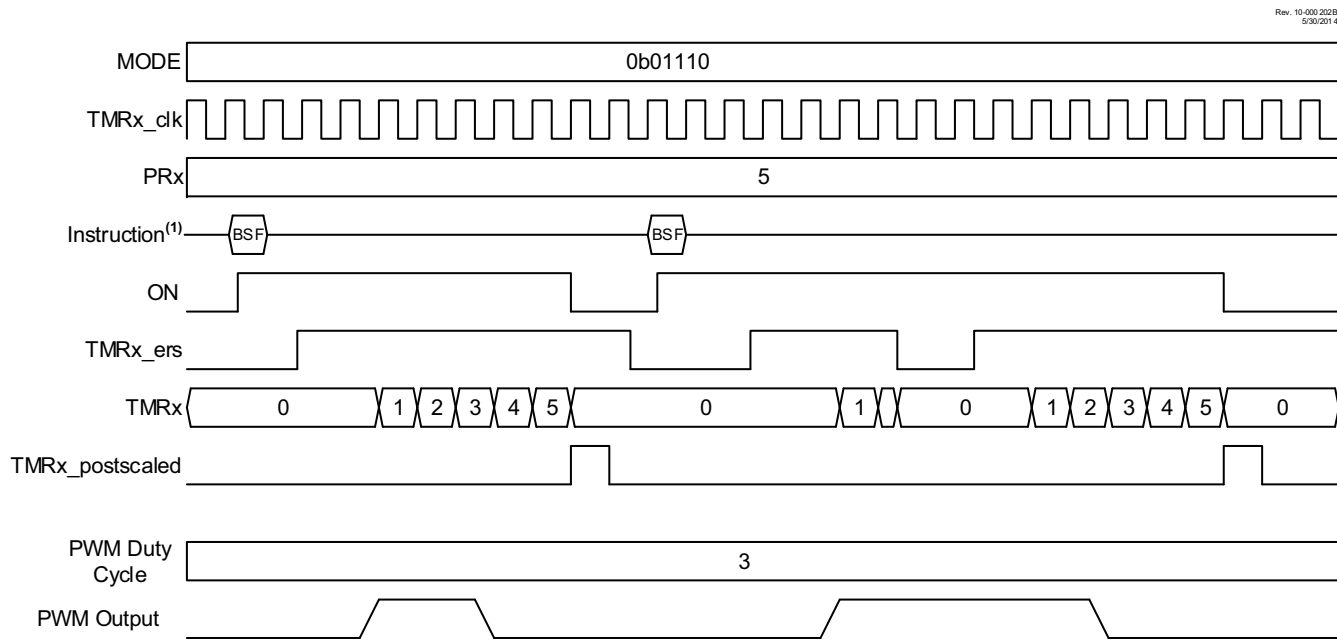 Rev. 10-000 202B
5/30/2014
MODE 0b01110
TMRx_clk
PRx 5
Instruction(1) BSF BSF
ON
TMRx_ers
TMRx 0 1 2 3 4 5 0 1 0 1 2 3 4 5 0
TMRx_postscaled
PWM Duty
Cycle 3
PWM Output